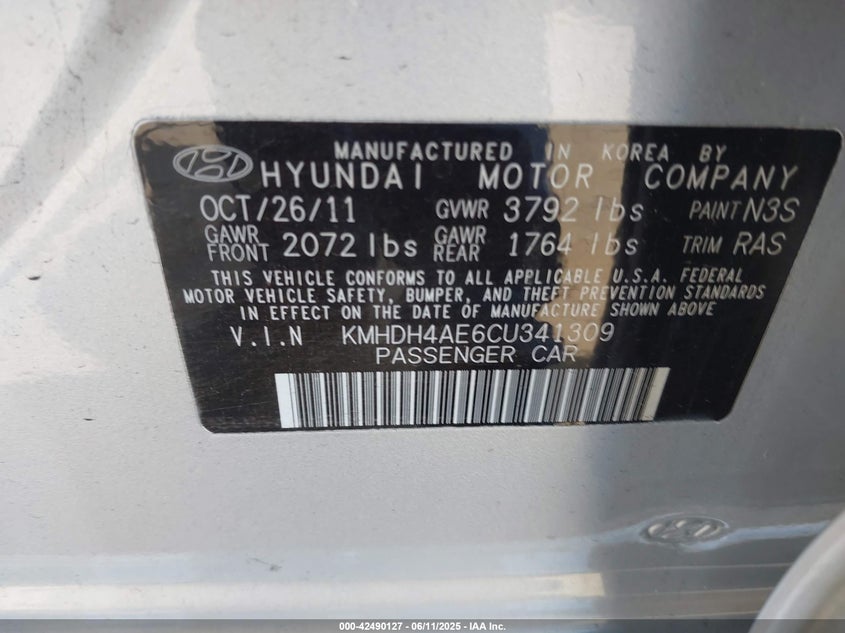 MANUFACTURED IN KOREA BY
HYUNDAI MOTOR COMPANY
OCT/26/11 GVWR 3792 lbs PAINT N3S
GAWR FRONT 2072 lbs GAWR REAR 1764 lbs TRIM RAS
THIS VEHICLE CONFORMS TO ALL APPLICABLE U.S.A. FEDERAL
MOTOR VEHICLE SAFETY, BUMPER, AND THEFT PREVENTION STANDARDS
IN EFFECT ON THE DATE OF MANUFACTURE SHOWN ABOVE.
V.I.N KMHDH4AE6CU341309
PASSENGER CAR
000-42490127 - 06/11/2025 - IAA Inc.